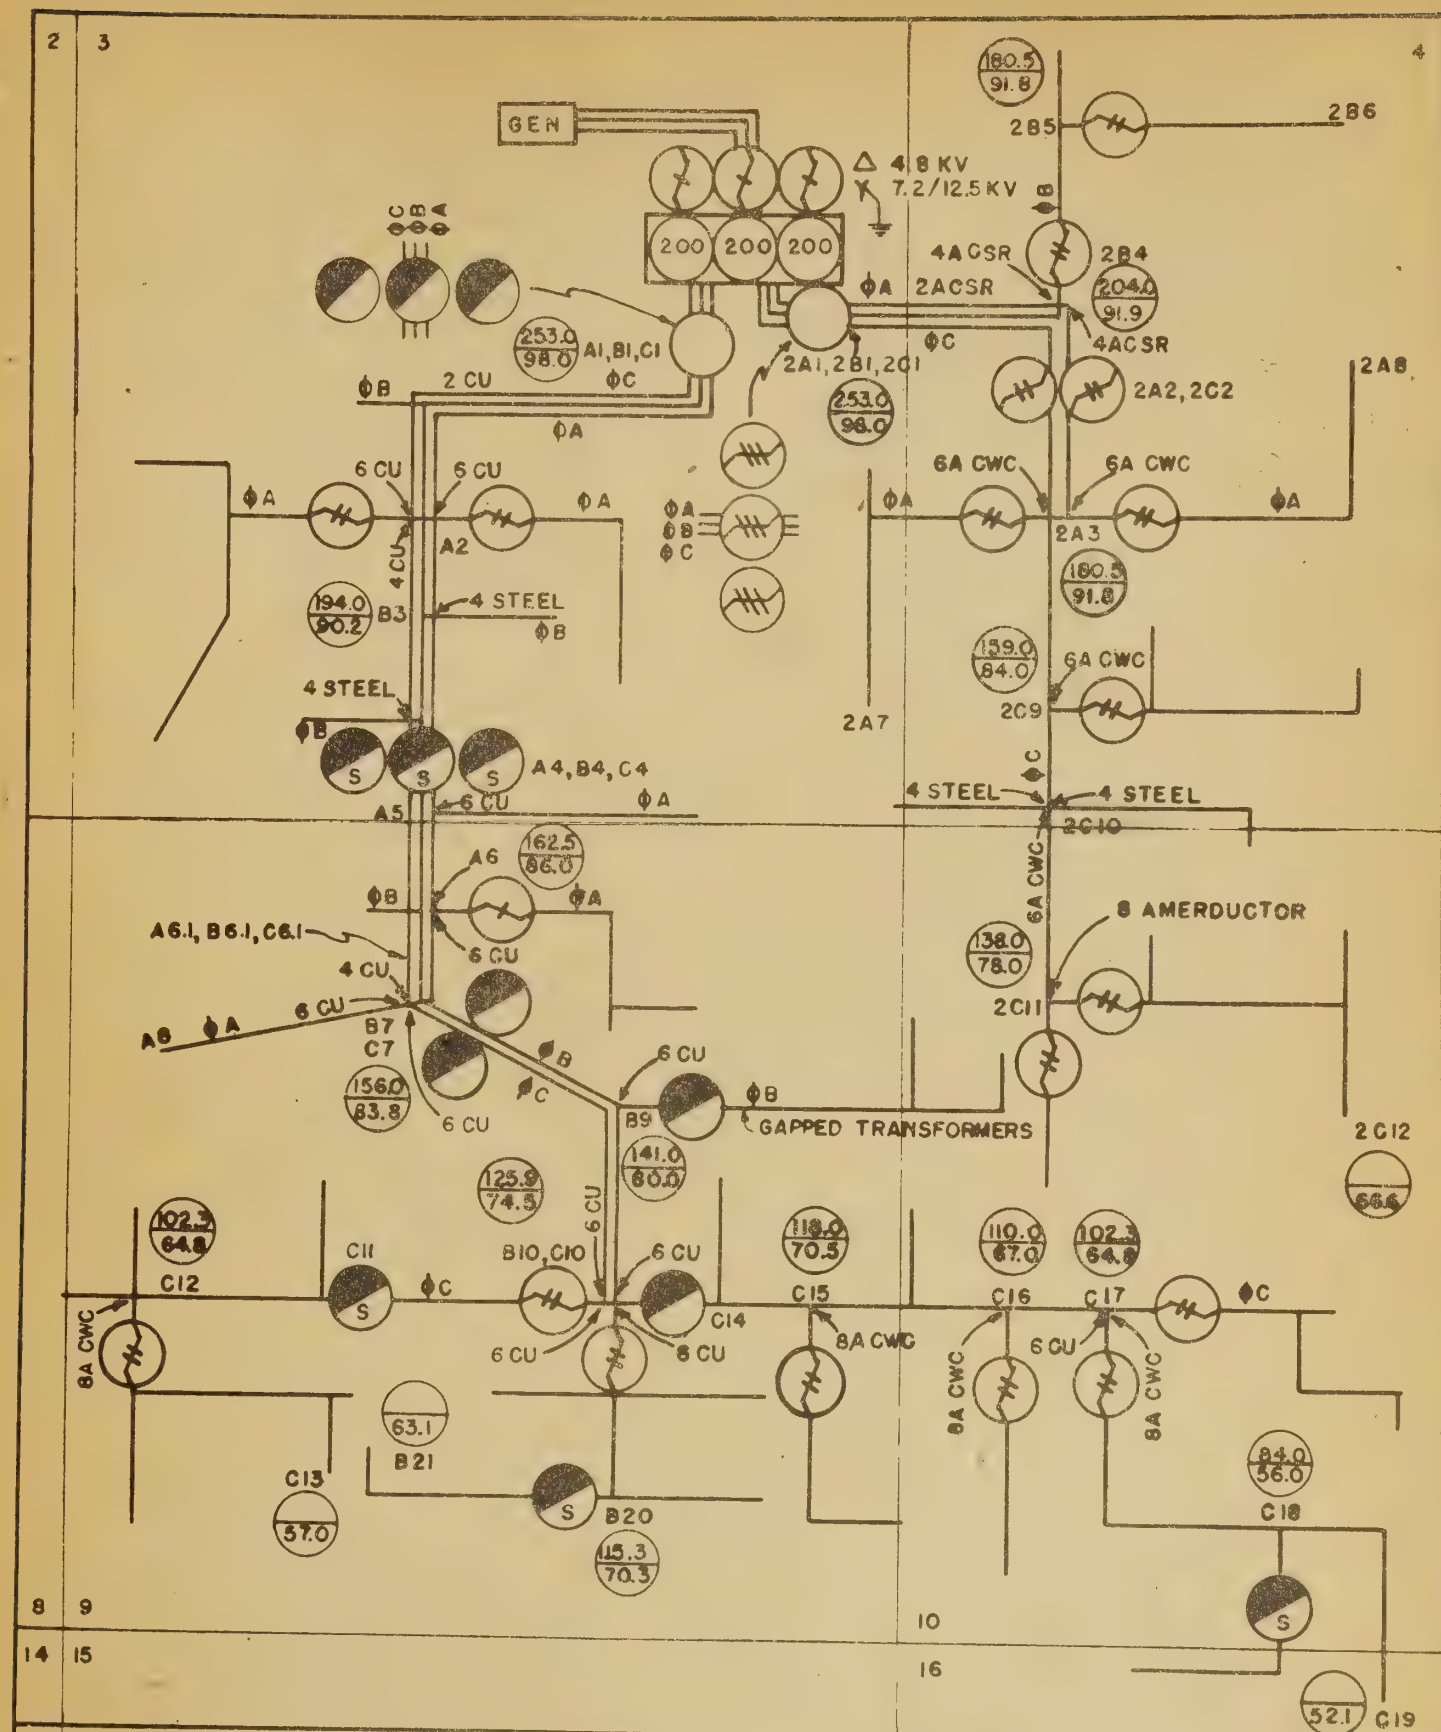 2
3
4
180.5
91.8
GEN
2B5
2B6
△ 4.8 KV
Y 7.2/12.5 KV
ϕB
ϕC
ϕB
ϕA
200
200
200
4ACSR
2B4
204.0
91.9
ϕA 2ACSR
ϕC
4ACSR
253.0
98.0
A1, B1, C1
2A1, 2B1, 2C1
253.0
98.0
2A2, 2C2
2A8
2 CU
ϕC
ϕB
ϕA
6 CU
6 CU
6A CWC
6A CWC
ϕA
ϕA
ϕA
ϕA
ϕA
ϕB
ϕC
A2
4 CU
2A3
180.5
91.8
194.0
90.2
B3
4 STEEL
ϕB
159.0
84.0
6A CWC
4 STEEL
ϕB
2A7
2C9
S
S
S
A4, B4, C4
ϕC
6 CU
ϕA
4 STEEL
4 STEEL
A5
2C10
162.5
86.0
A6
ϕB
ϕA
6A CWC
8 AMERDUCTOR
A6.1, B6.1, C6.1
6 CU
138.0
78.0
4 CU
6 CU
2C11
A8
ϕA
B7
C7
ϕB
ϕC
6 CU
156.0
83.8
6 CU
B9
ϕB
GAPPED TRANSFORMERS
2C12
66.6
141.0
80.0
125.9
74.5
6 CU
102.3
64.8
118.0
70.5
110.0
67.0
102.3
64.8
C11
B10, C10
6 CU
C12
S
ϕC
C14
C15
C16
C17
ϕC
8A CWC
6 CU
8 CU
8A CWC
8A CWC
6 CU
8A CWC
63.1
B21
C13
57.0
S
B20
115.3
70.3
84.0
56.0
C18
S
8
9
10
14
15
16
52.1
C19